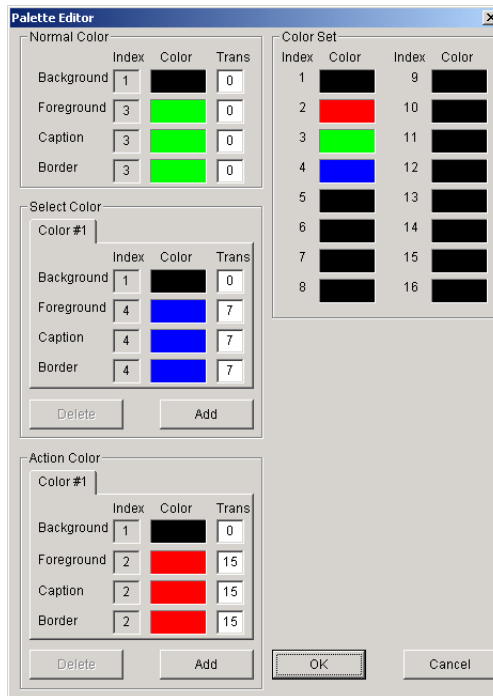 Palette Editor
Normal Color
Index Color Trans
Background 1 0
Foreground 3 0
Caption 3 0
Border 3 0
Select Color
Color #1
Index Color Trans
Background 1 0
Foreground 4 7
Caption 4 7
Border 4 7
Delete Add
Action Color
Color #1
Index Color Trans
Background 1 0
Foreground 2 15
Caption 2 15
Border 2 15
Delete Add
Color Set
Index Color Index Color
1 9
2 10
3 11
4 12
5 13
6 14
7 15
8 16
OK Cancel